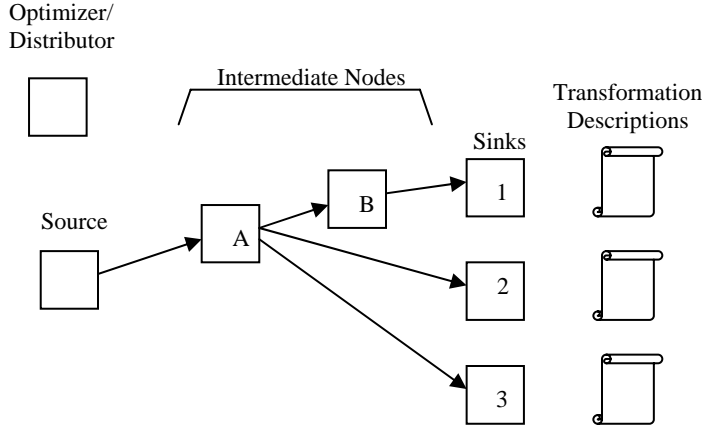 Optimizer/
Distributor
Intermediate Nodes
Transformation
Descriptions
Sinks
Source
A
B
1
2
3